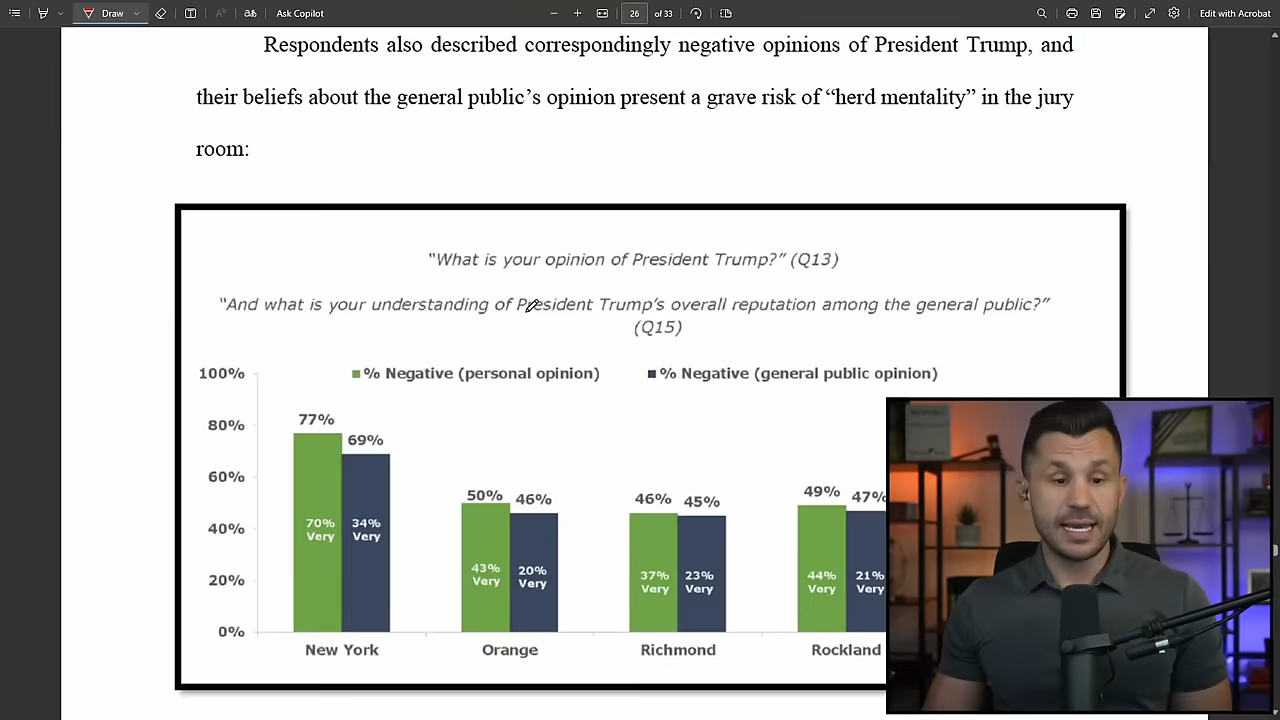 Draw
Ask Copilot
26 of 33
Edit with Acrobat
Respondents also described correspondingly negative opinions of President Trump, and
their beliefs about the general public’s opinion present a grave risk of “herd mentality” in the jury
room:
“What is your opinion of President Trump?” (Q13)
“And what is your understanding of President Trump’s overall reputation among the general public?”
(Q15)
% Negative (personal opinion) % Negative (general public opinion)
100%
80%
60%
40%
20%
0%
77% 69%
70% Very 34% Very
50% 46%
43% Very 20% Very
46% 45%
37% Very 23% Very
49% 47%
44% Very 21% Very
New York Orange Richmond Rockland